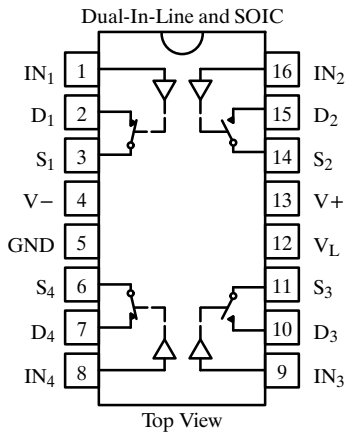 Dual-In-Line and SOIC
IN₁ 1 16 IN₂
D₁ 2 15 D₂
S₁ 3 14 S₂
V− 4 13 V+
GND 5 12 V_L
S₄ 6 11 S₃
D₄ 7 10 D₃
IN₄ 8 9 IN₃
Top View